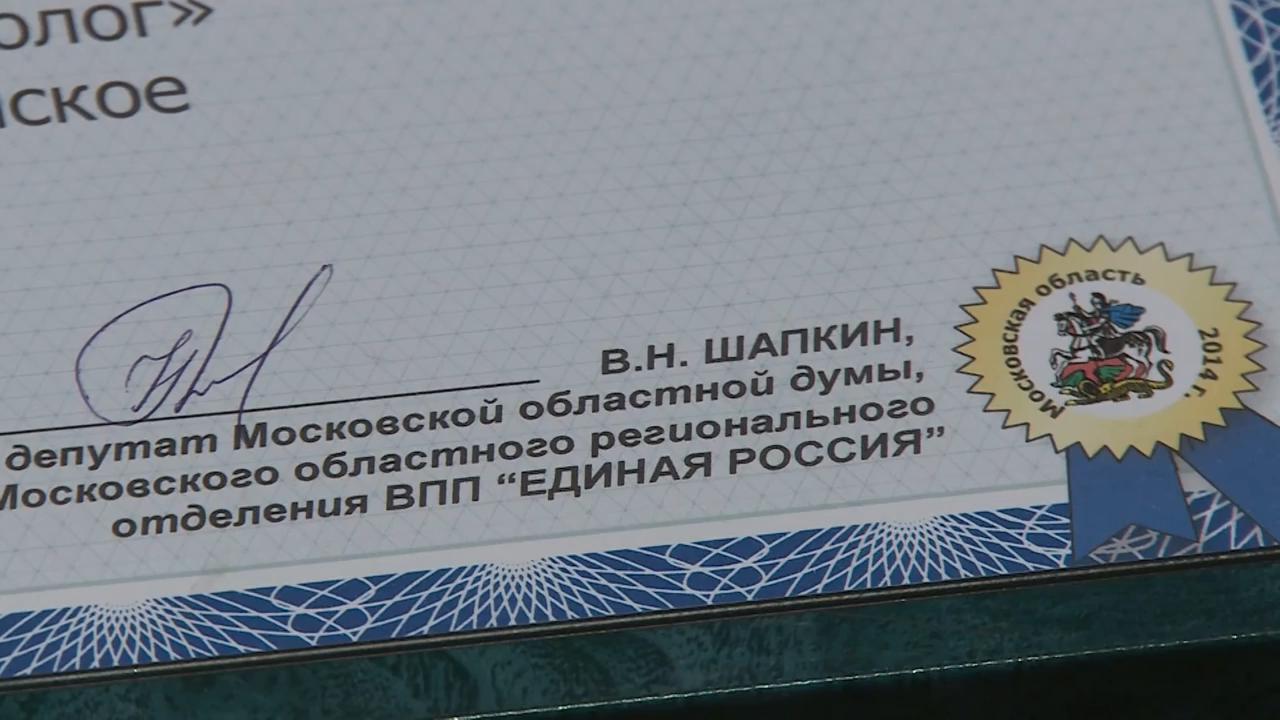 олог»
ское
В.Н. ШАПКИН,
депутат Московской областной думы,
Московского областного регионального
отделения ВПП “ЕДИНАЯ РОССИЯ”
Московская область
2014 г.